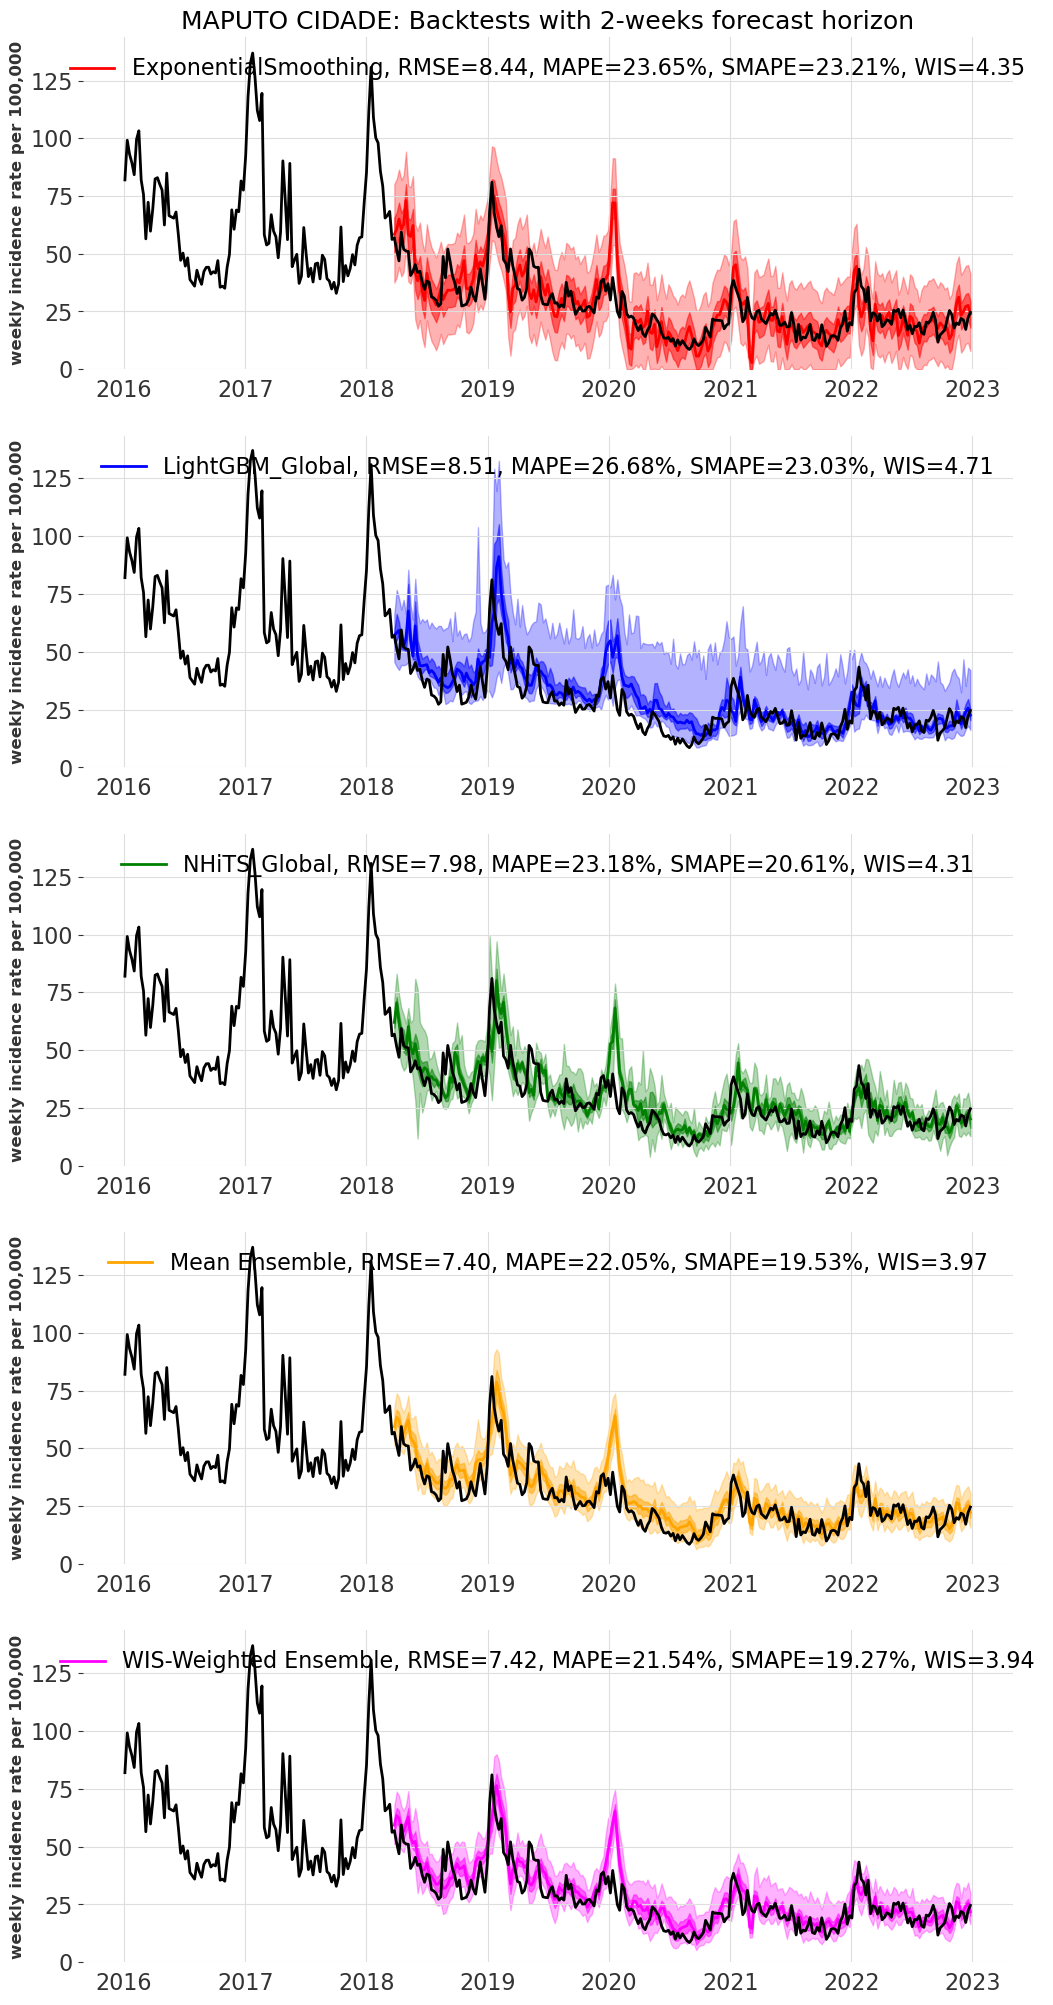 MAPUTO CIDADE: Backtests with 2-weeks forecast horizon
ExponentialSmoothing, RMSE=8.44, MAPE=23.65%, SMAPE=23.21%, WIS=4.35
weekly incidence rate per 100,000
125
100
75
50
25
0
2016 2017 2018 2019 2020 2021 2022 2023
LightGBM_Global, RMSE=8.51, MAPE=26.68%, SMAPE=23.03%, WIS=4.71
weekly incidence rate per 100,000
125
100
75
50
25
0
2016 2017 2018 2019 2020 2021 2022 2023
NHiTS_Global, RMSE=7.98, MAPE=23.18%, SMAPE=20.61%, WIS=4.31
weekly incidence rate per 100,000
125
100
75
50
25
0
2016 2017 2018 2019 2020 2021 2022 2023
Mean Ensemble, RMSE=7.40, MAPE=22.05%, SMAPE=19.53%, WIS=3.97
weekly incidence rate per 100,000
125
100
75
50
25
0
2016 2017 2018 2019 2020 2021 2022 2023
WIS-Weighted Ensemble, RMSE=7.42, MAPE=21.54%, SMAPE=19.27%, WIS=3.94
weekly incidence rate per 100,000
125
100
75
50
25
0
2016 2017 2018 2019 2020 2021 2022 2023